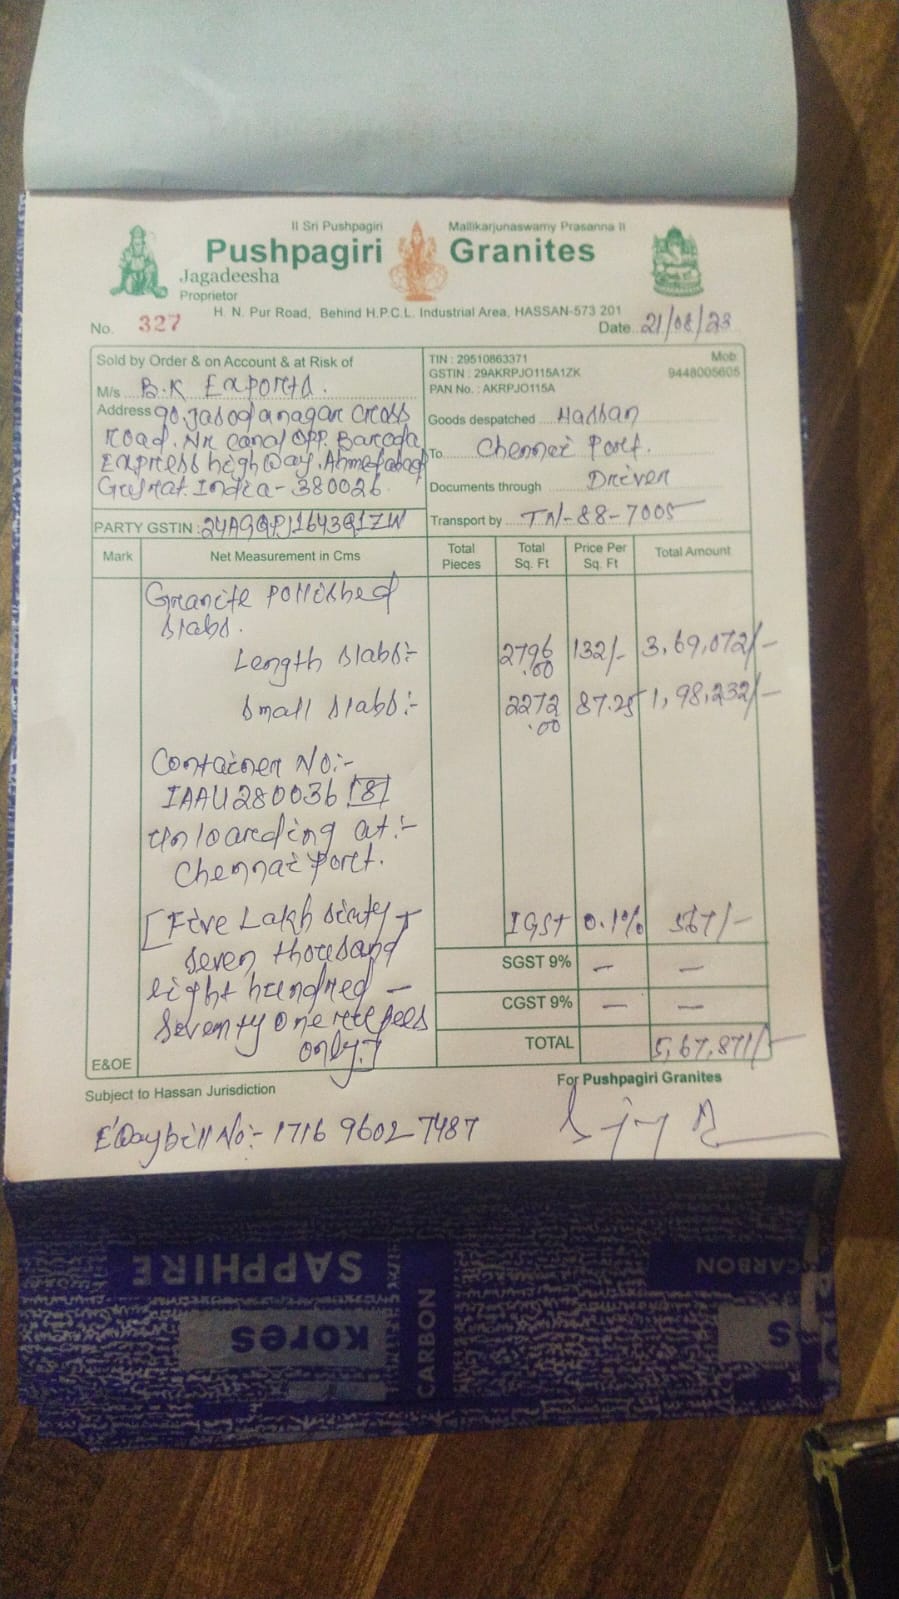 II Sri Pushpagiri Mallikarjunaswamy Prasanna II
Pushpagiri Granites
Jagadeesha
Proprietor
H. N. Pur Road, Behind H.P.C.L. Industrial Area, HASSAN-573 201
No. 327 Date 21/08/23
Sold by Order & on Account & at Risk of
M/s B.K Exports.
Address 90. Jasodanagar Cross
road. Nr canal Opp. Baroda
Express highway, Ahmedabad
Gujrat. India - 380026.
PARTY GSTIN : 24AGQPJ1643Q1ZW
TIN : 29510863371 Mob
GSTIN : 29AKRPJO115A1ZK 9448005605
PAN No. : AKRPJO115A
Goods despatched Hassan
To Chennai Port.
Documents through Driver
Transport by TN-88-7005
Mark Net Measurement in Cms Total Pieces Total Sq. Ft Price Per Sq. Ft Total Amount
Granite Pollished
slabs.
Length slabs:- 2796.00 132/- 3,69,072/-
Small slabs:- 2272.00 87.25 1,98,232/-
Container No:-
IAAU280036 [8]
Unloarding at:-
Chennai Port.
[Five Lakh sixty - IGST 0.1% 567/-
seven thousand SGST 9% - -
eight hundred -
Seventy one rupees CGST 9% - -
only.] TOTAL 5,67,871/-
E&OE
Subject to Hassan Jurisdiction For Pushpagiri Granites
E'Waybill No:- 1716 9602 7487
SAPPHIRE
CARBON
kores
CARBON
S